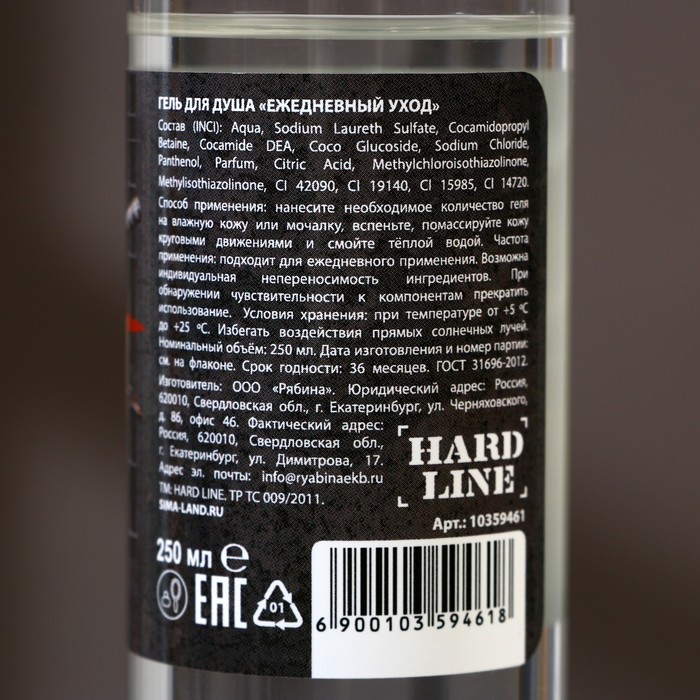 ГЕЛЬ ДЛЯ ДУША «ЕЖЕДНЕВНЫЙ УХОД»
Состав (INCI): Aqua, Sodium Laureth Sulfate, Cocamidopropyl
Betaine, Cocamide DEA, Coco Glucoside, Sodium Chloride,
Panthenol, Parfum, Citric Acid, Methylchloroisothiazolinone,
Methylisothiazolinone, CI 42090, CI 19140, CI 15985, CI 14720.
Способ применения: нанесите необходимое количество геля
на влажную кожу или мочалку, вспеньте, помассируйте кожу
круговыми движениями и смойте тёплой водой. Частота
применения: подходит для ежедневного применения. Возможна
индивидуальная непереносимость ингредиентов. При
обнаружении чувствительности к компонентам прекратить
использование. Условия хранения: при температуре от +5 ºС
до +25 ºС. Избегать воздействия прямых солнечных лучей.
Номинальный объём: 250 мл. Дата изготовления и номер партии:
см. на флаконе. Срок годности: 36 месяцев. ГОСТ 31696-2012.
Изготовитель: ООО «Рябина». Юридический адрес: Россия,
620010, Свердловская обл., г. Екатеринбург, ул. Черняховского,
д. 86, офис 46. Фактический адрес:
Россия, 620010, Свердловская обл.,
г. Екатеринбург, ул. Димитрова, 17.
Адрес эл. почты: info@ryabinaekb.ru
TM: HARD LINE. ТР ТС 009/2011.
SIMA-LAND.RU
HARD
LINE
Арт.: 10359461
250 мл ℮
EAC 01
6 900103 594618